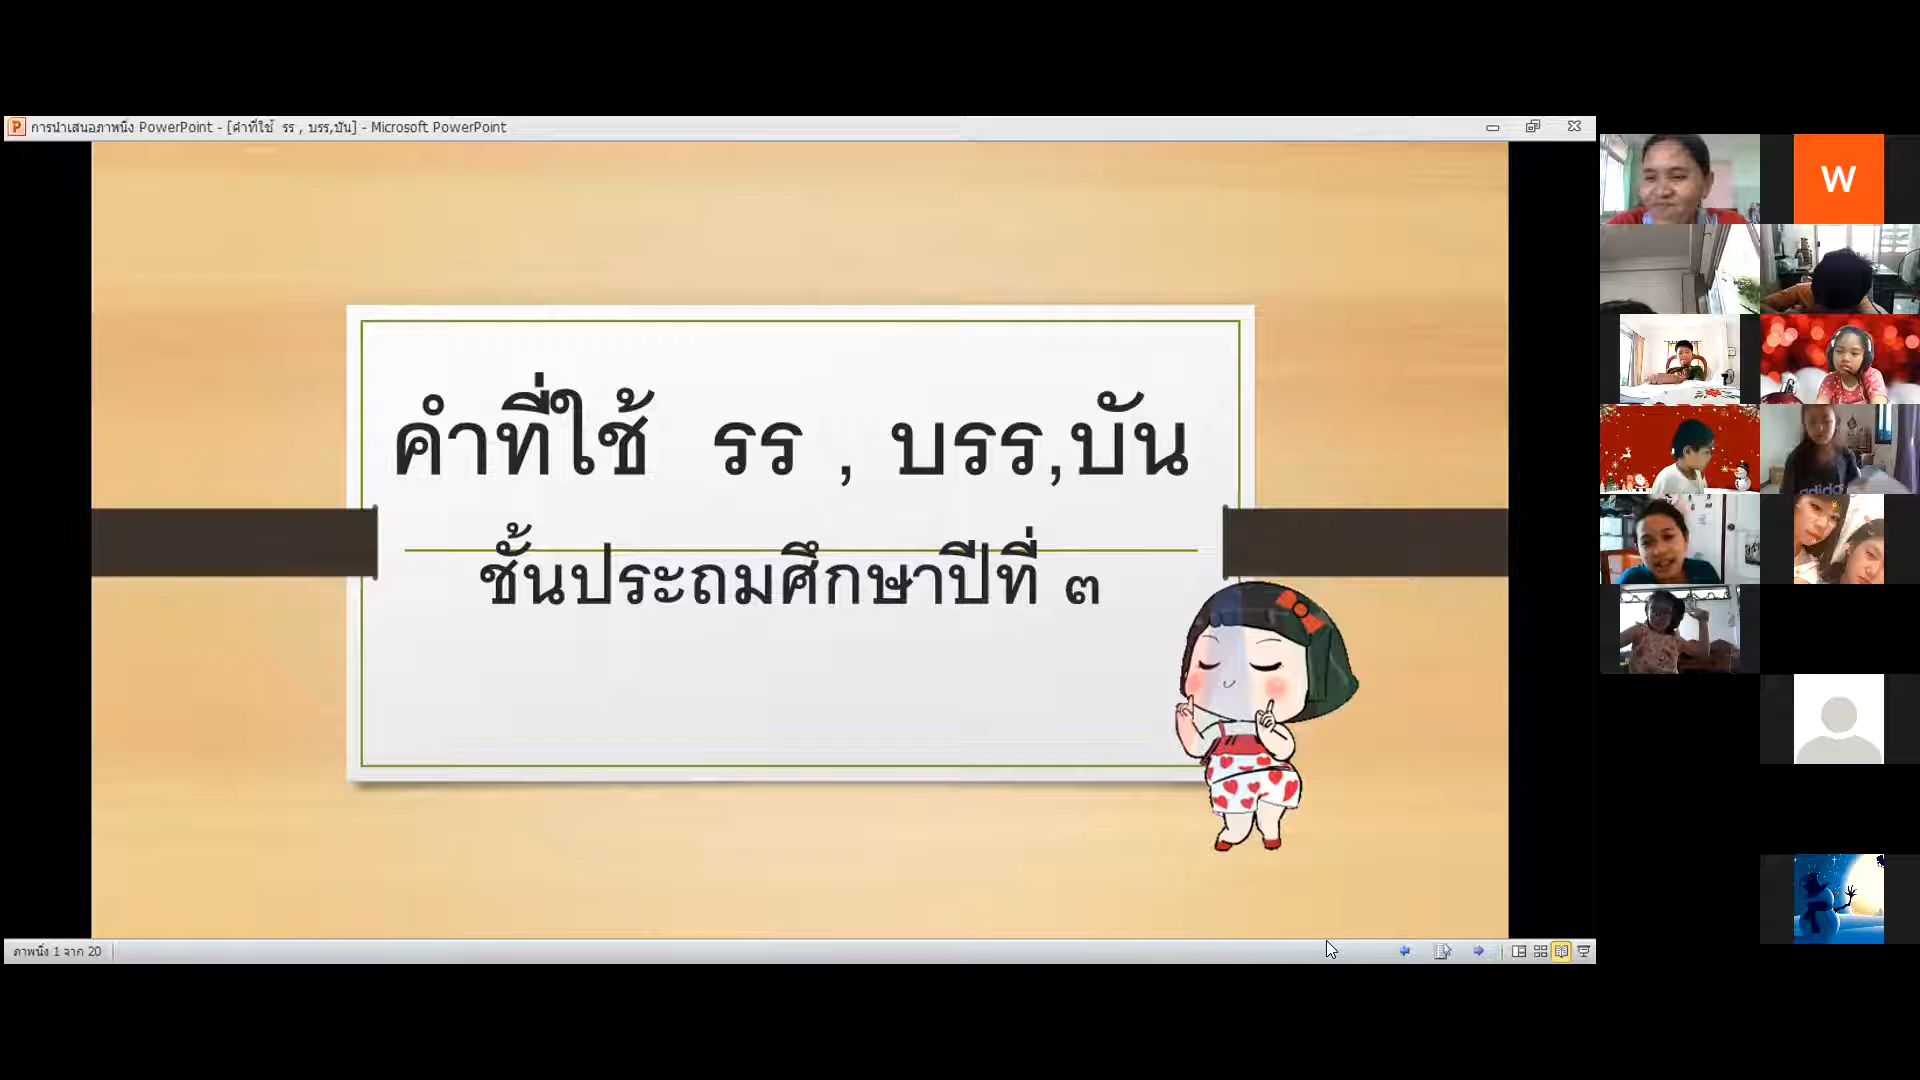 การนำเสนอภาพนิ่ง PowerPoint - [คำที่ใช้ รร , บรร,บัน] - Microsoft PowerPoint
คำที่ใช้ รร , บรร,บัน
ชั้นประถมศึกษาปีที่ ๓
ภาพนิ่ง 1 จาก 20
W
adidas